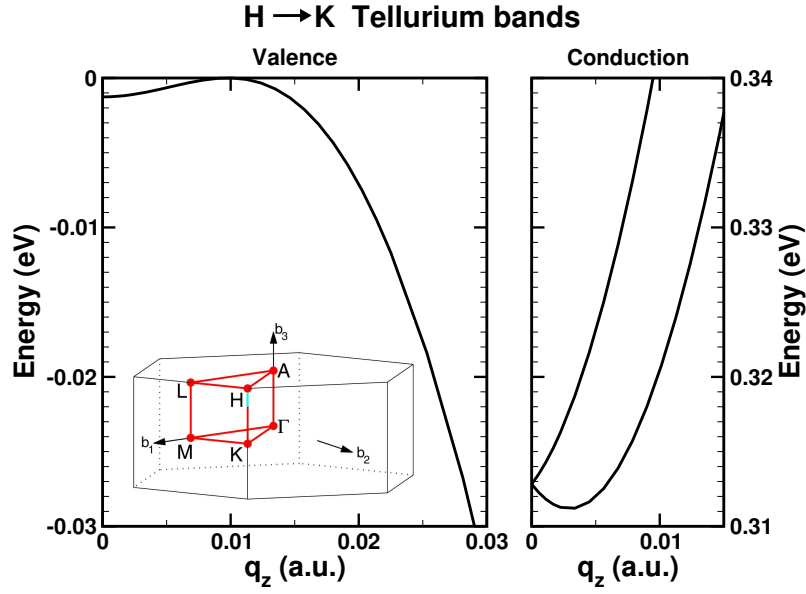 H → K Tellurium bands
Valence
Conduction
0
-0.01
-0.02
-0.03
Energy (eV)
0
0.01
0.02
0.03
q_z (a.u.)
b_3
A
L
H
Γ
b_1
M
K
b_2
0.34
0.33
0.32
0.31
Energy (eV)
0
0.01
q_z (a.u.)